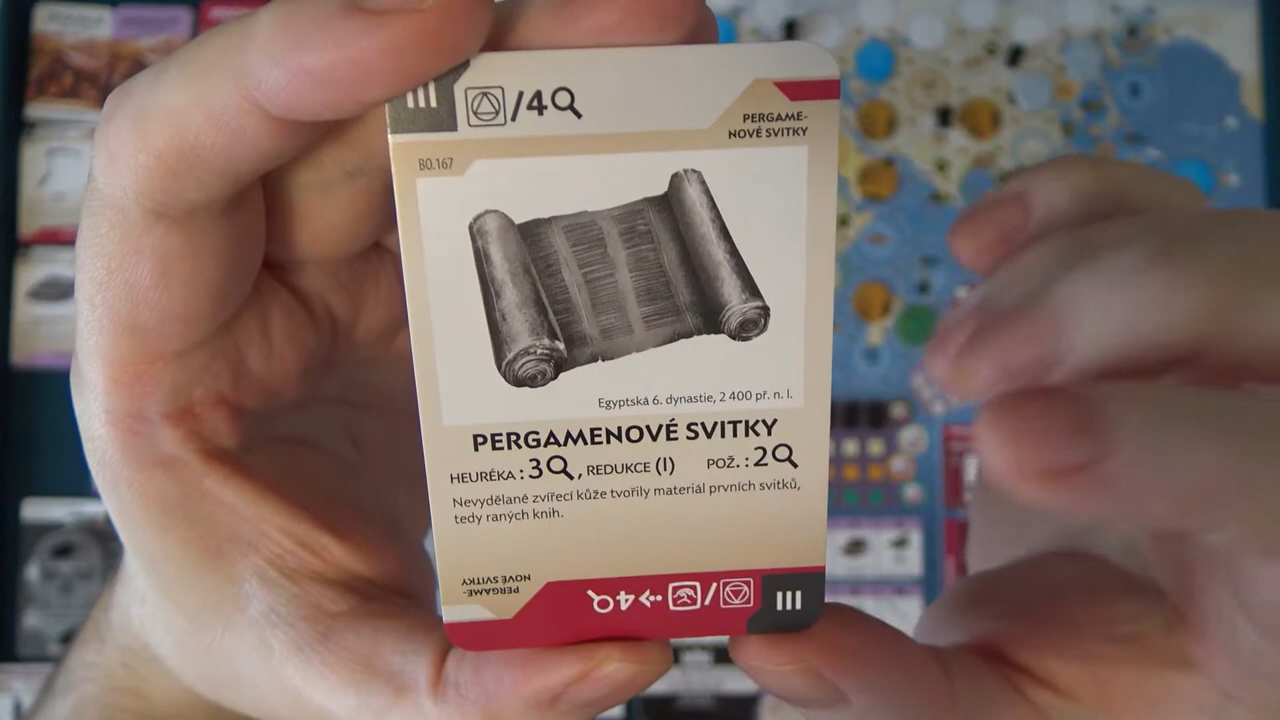 III /4
PERGAME-
NOVÉ SVITKY
BO.167
Egyptská 6. dynastie, 2 400 př. n. l.
PERGAMENOVÉ SVITKY
HEURÉKA : 3 , REDUKCE (I) POŽ. : 2
Nevydělané zvířecí kůže tvořily materiál prvních svitků,
tedy raných knih.
PERGAME-
NOVÉ SVITKY
/ 4 III